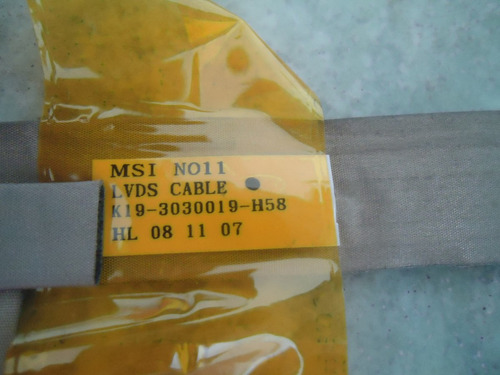 MSI NO11
LVDS CABLE
K19-3030019-H58
HL 08 11 07